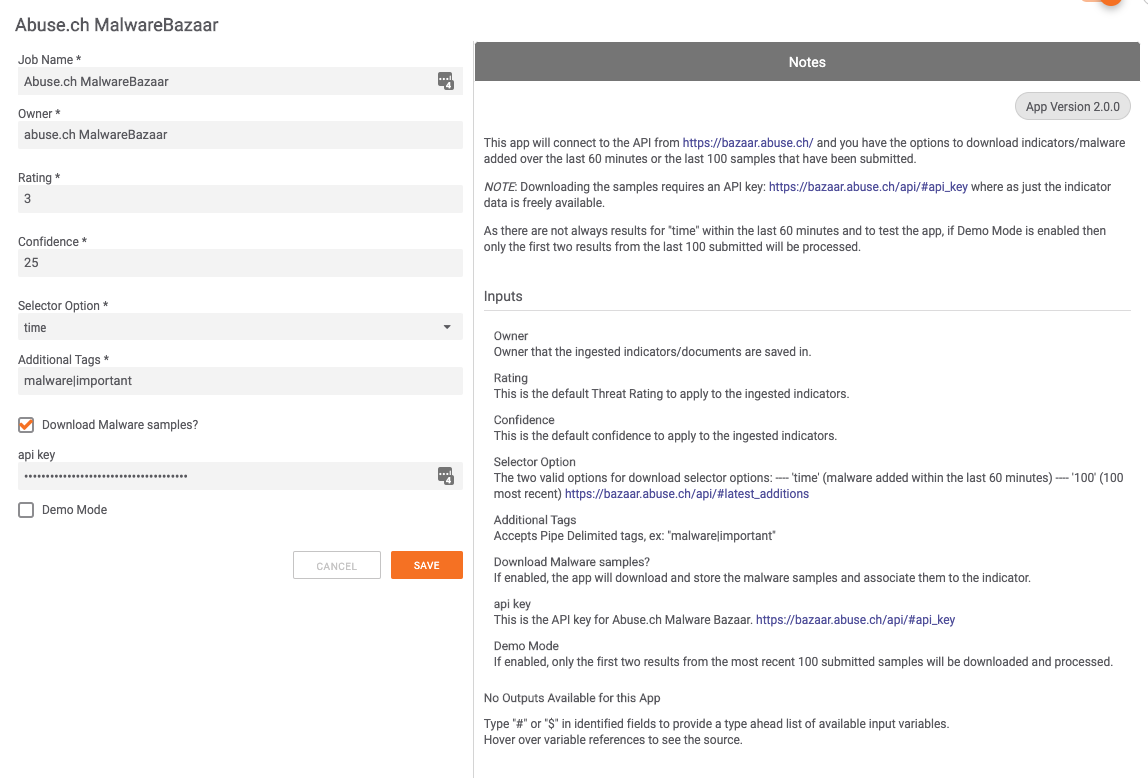 Abuse.ch MalwareBazaar
Job Name *
Abuse.ch MalwareBazaar
4
Owner *
abuse.ch MalwareBazaar
Rating *
3
Confidence *
25
Selector Option *
time
Additional Tags *
malware|important
Download Malware samples?
api key
••••••••••••••••••••••••••••••••••••••
4
Demo Mode
CANCEL
SAVE
Notes
App Version 2.0.0
This app will connect to the API from https://bazaar.abuse.ch/ and you have the options to download indicators/malware
added over the last 60 minutes or the last 100 samples that have been submitted.
NOTE: Downloading the samples requires an API key: https://bazaar.abuse.ch/api/#api_key where as just the indicator
data is freely available.
As there are not always results for "time" within the last 60 minutes and to test the app, if Demo Mode is enabled then
only the first two results from the last 100 submitted will be processed.
Inputs
Owner
Owner that the ingested indicators/documents are saved in.
Rating
This is the default Threat Rating to apply to the ingested indicators.
Confidence
This is the default confidence to apply to the ingested indicators.
Selector Option
The two valid options for download selector options: ---- 'time' (malware added within the last 60 minutes) ---- '100' (100
most recent) https://bazaar.abuse.ch/api/#latest_additions
Additional Tags
Accepts Pipe Delimited tags, ex: "malware|important"
Download Malware samples?
If enabled, the app will download and store the malware samples and associate them to the indicator.
api key
This is the API key for Abuse.ch Malware Bazaar. https://bazaar.abuse.ch/api/#api_key
Demo Mode
If enabled, only the first two results from the most recent 100 submitted samples will be downloaded and processed.
No Outputs Available for this App
Type "#" or "$" in identified fields to provide a type ahead list of available input variables.
Hover over variable references to see the source.